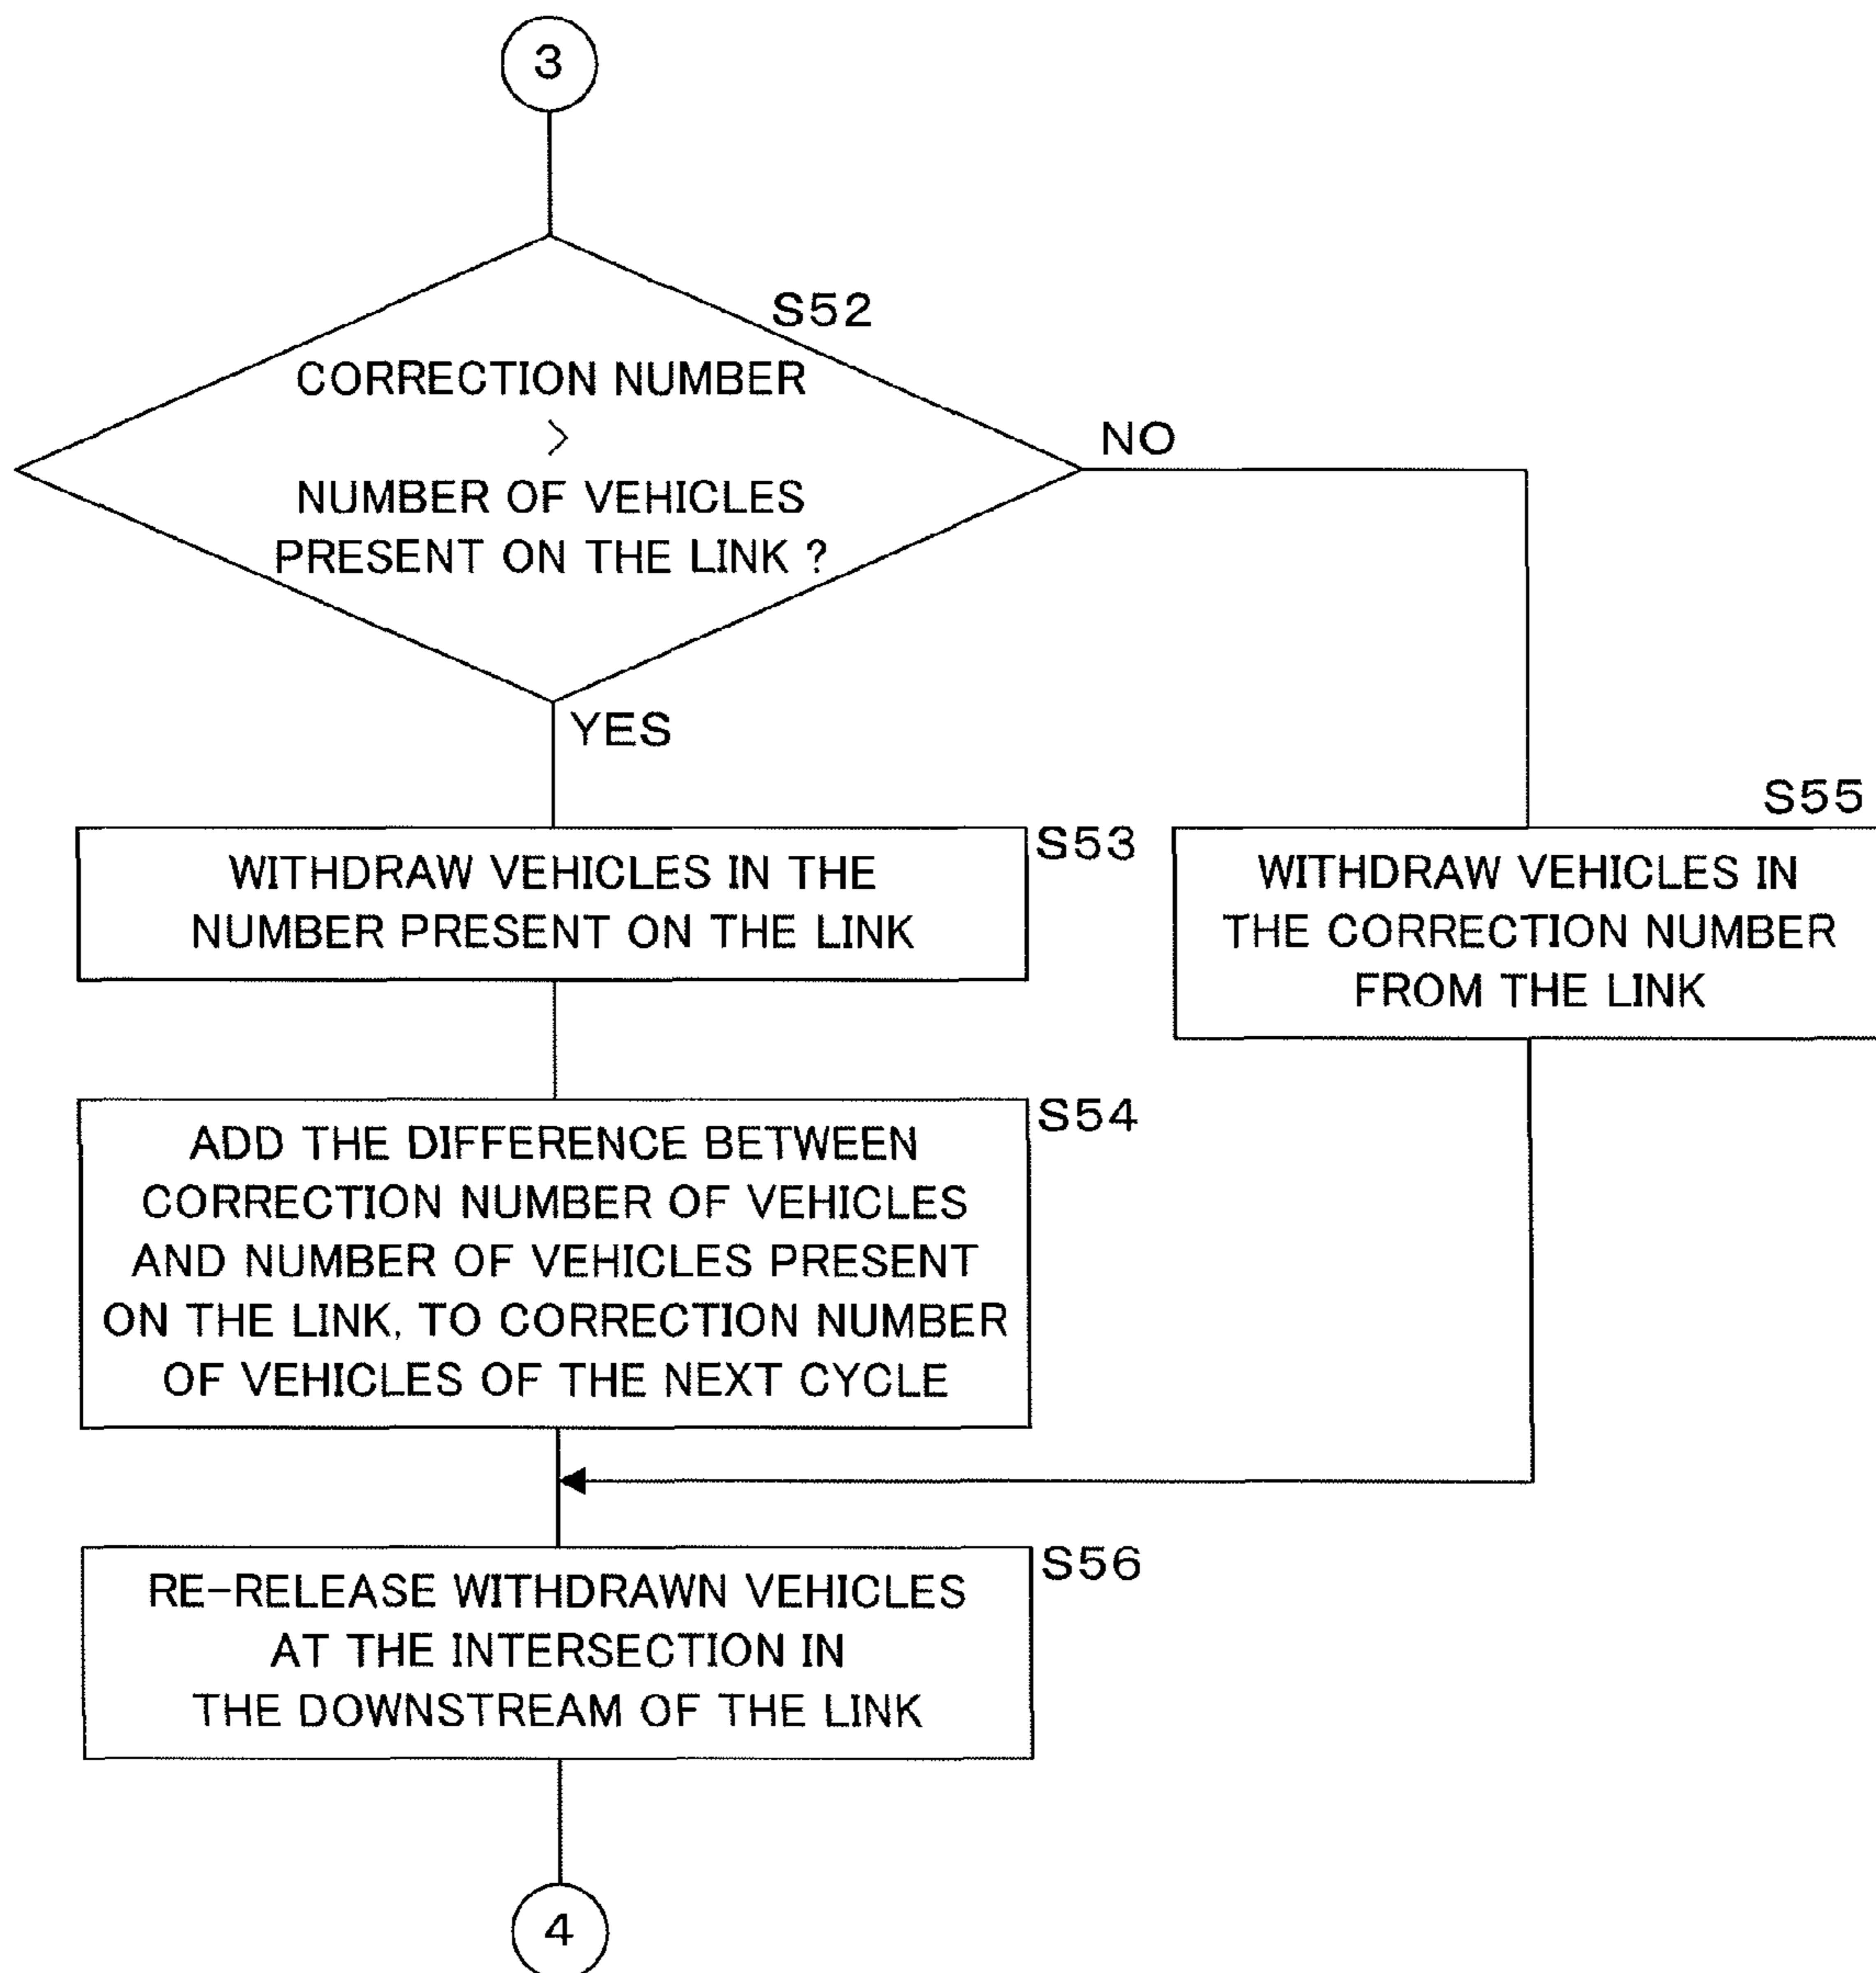 3
S52
CORRECTION NUMBER
>
NUMBER OF VEHICLES
PRESENT ON THE LINK ?
NO
YES
S53
WITHDRAW VEHICLES IN THE
NUMBER PRESENT ON THE LINK
S55
WITHDRAW VEHICLES IN
THE CORRECTION NUMBER
FROM THE LINK
S54
ADD THE DIFFERENCE BETWEEN
CORRECTION NUMBER OF VEHICLES
AND NUMBER OF VEHICLES PRESENT
ON THE LINK, TO CORRECTION NUMBER
OF VEHICLES OF THE NEXT CYCLE
S56
RE-RELEASE WITHDRAWN VEHICLES
AT THE INTERSECTION IN
THE DOWNSTREAM OF THE LINK
4